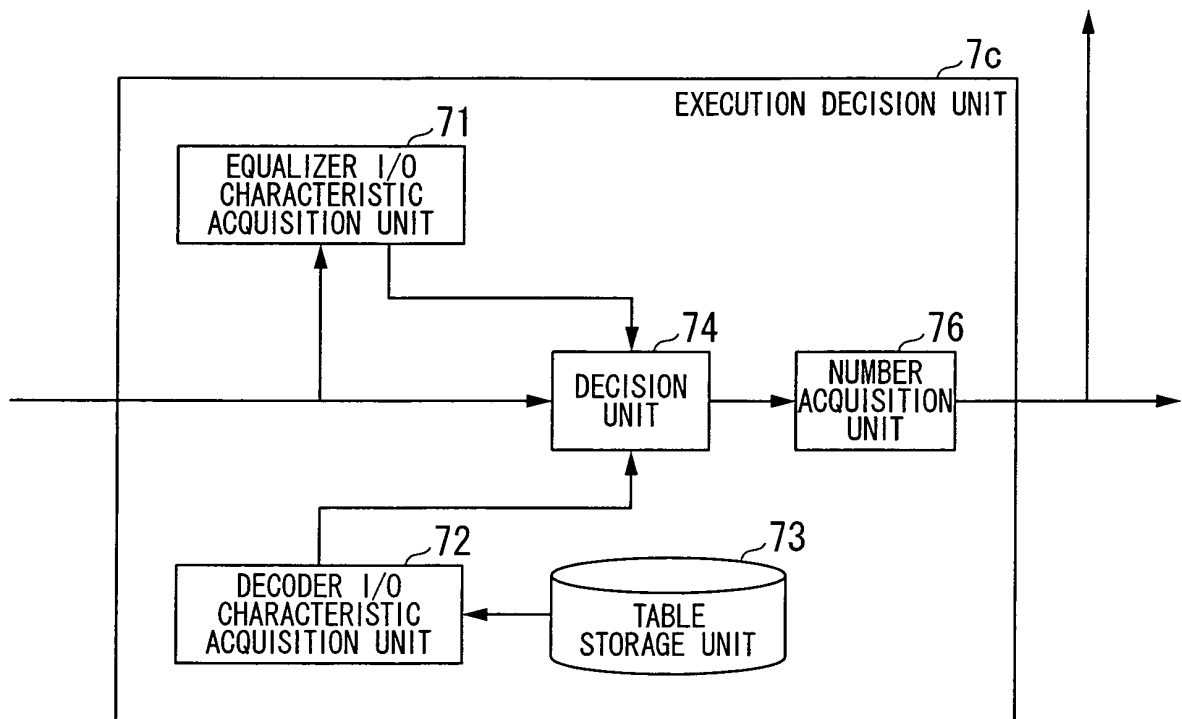 7c
EXECUTION DECISION UNIT
71
EQUALIZER I/O
CHARACTERISTIC
ACQUISITION UNIT
74
DECISION
UNIT
76
NUMBER
ACQUISITION
UNIT
72
DECODER I/O
CHARACTERISTIC
ACQUISITION UNIT
73
TABLE
STORAGE UNIT